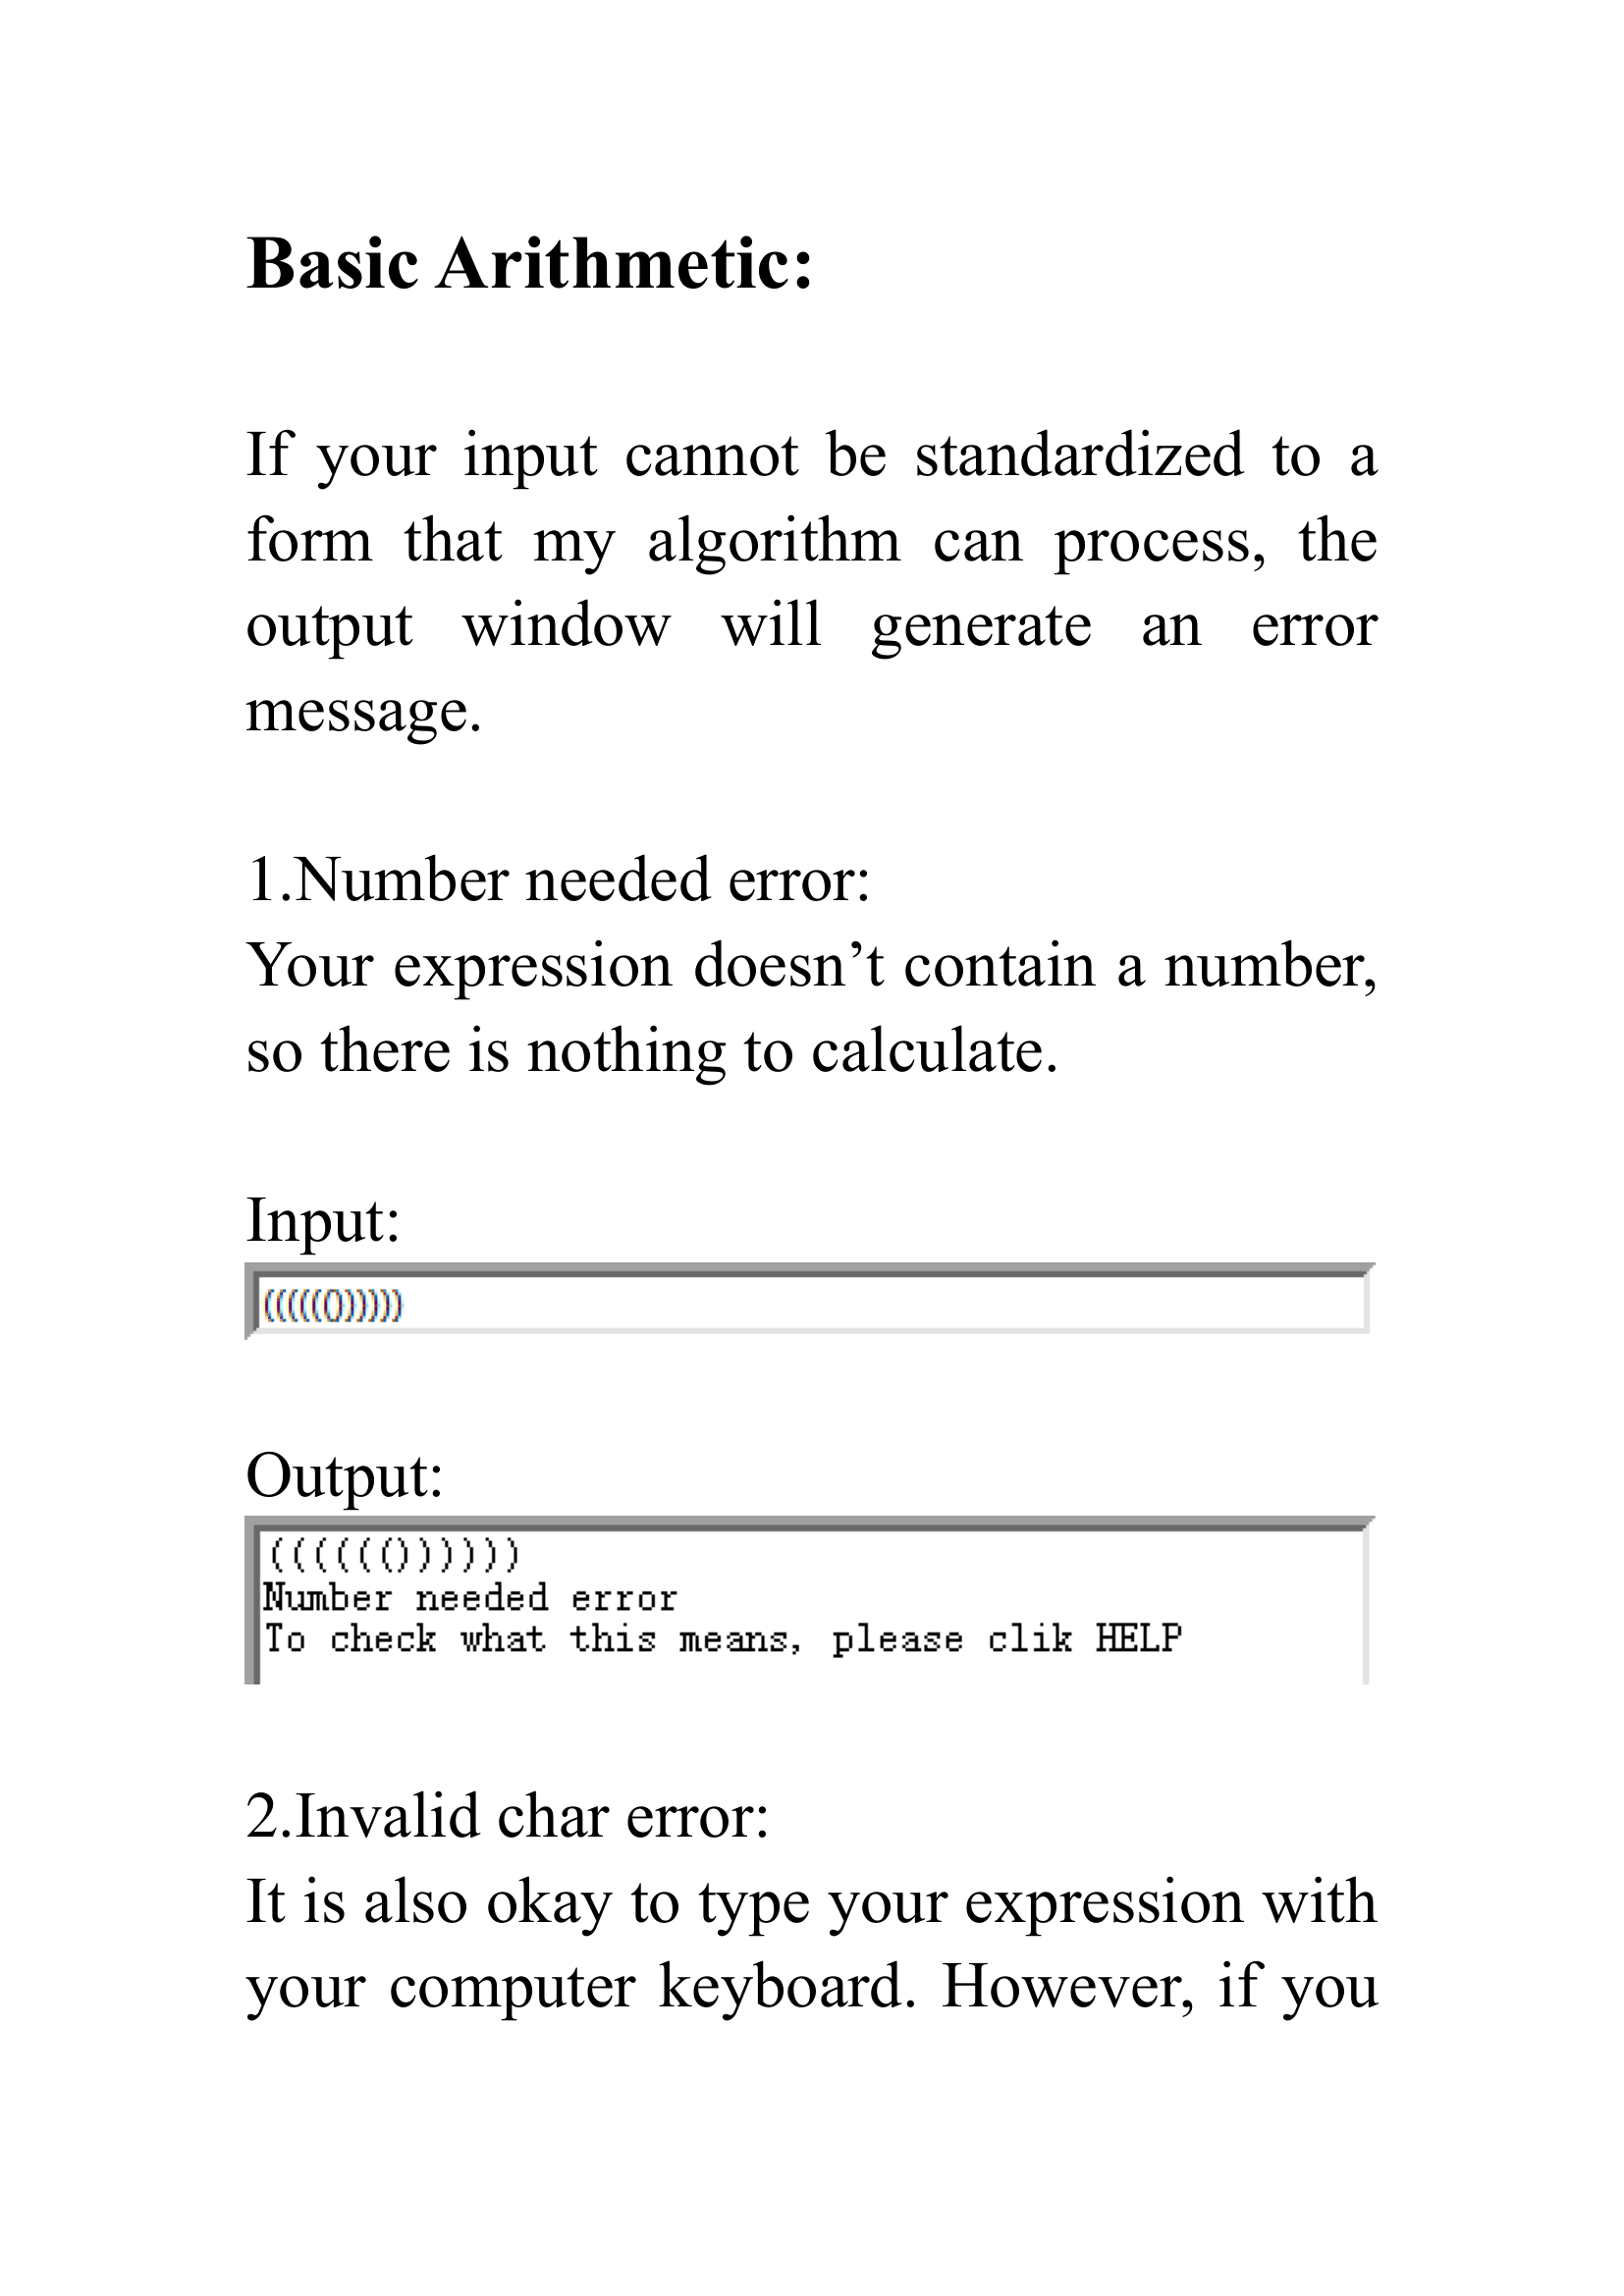 Basic Arithmetic:
If your input cannot be standardized to a
form that my algorithm can process, the
output window will generate an error
message.
1.Number needed error:
Your expression doesn’t contain a number,
so there is nothing to calculate.
Input:
(((((())))))
Output:
(((((())))))
Number needed error
To check what this means, please clik HELP
2.Invalid char error:
It is also okay to type your expression with
your computer keyboard. However, if you